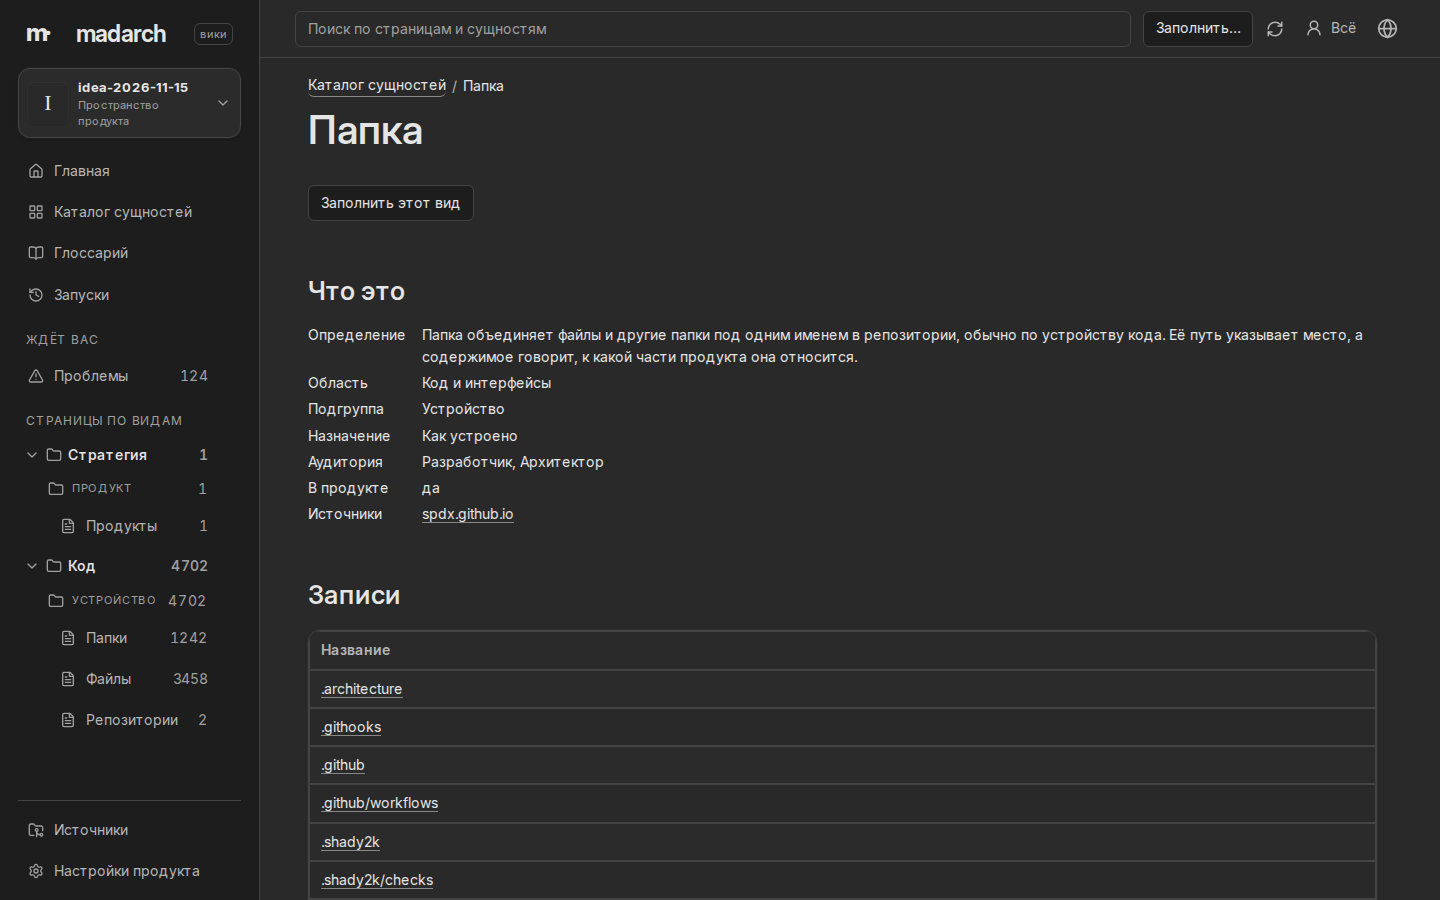 m madarch вики
idea-2026-11-15
I
Пространство
продукта
Главная
Каталог сущностей
Глоссарий
Запуски
ЖДЁТ ВАС
Проблемы 124
СТРАНИЦЫ ПО ВИДАМ
Стратегия 1
ПРОДУКТ 1
Продукты 1
Код 4702
УСТРОЙСТВО 4702
Папки 1242
Файлы 3458
Репозитории 2
Источники
Настройки продукта
Поиск по страницам и сущностям
Заполнить...
Всё
Каталог сущностей / Папка
Папка
Заполнить этот вид
Что это
Определение Папка объединяет файлы и другие папки под одним именем в репозитории, обычно по устройству кода. Её путь указывает место, а
содержимое говорит, к какой части продукта она относится.
Область Код и интерфейсы
Подгруппа Устройство
Назначение Как устроено
Аудитория Разработчик, Архитектор
В продукте да
Источники spdx.github.io
Записи
Название
.architecture
.githooks
.github
.github/workflows
.shady2k
.shady2k/checks